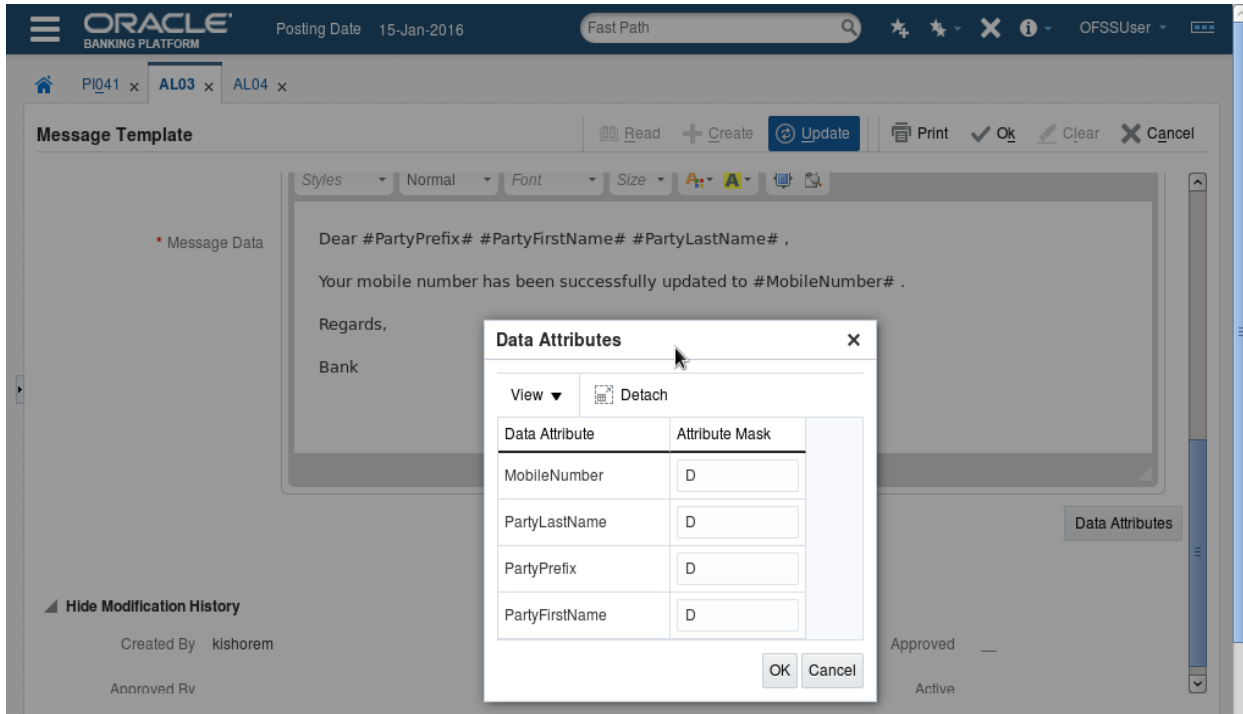 ORACLE®
BANKING PLATFORM
Posting Date 15-Jan-2016
Fast Path
OFSSUser
PI041 x AL03 x AL04 x
Message Template
Read Create Update Print Ok Clear Cancel
Styles Normal Font Size A A
* Message Data
Dear #PartyPrefix# #PartyFirstName# #PartyLastName# ,
Your mobile number has been successfully updated to #MobileNumber# .
Regards,
Bank
Data Attributes
View Detach
Data Attribute Attribute Mask
MobileNumber D
PartyLastName D
PartyPrefix D
PartyFirstName D
OK Cancel
Data Attributes
Hide Modification History
Created By kishorem
Approved __
Approved By
Active